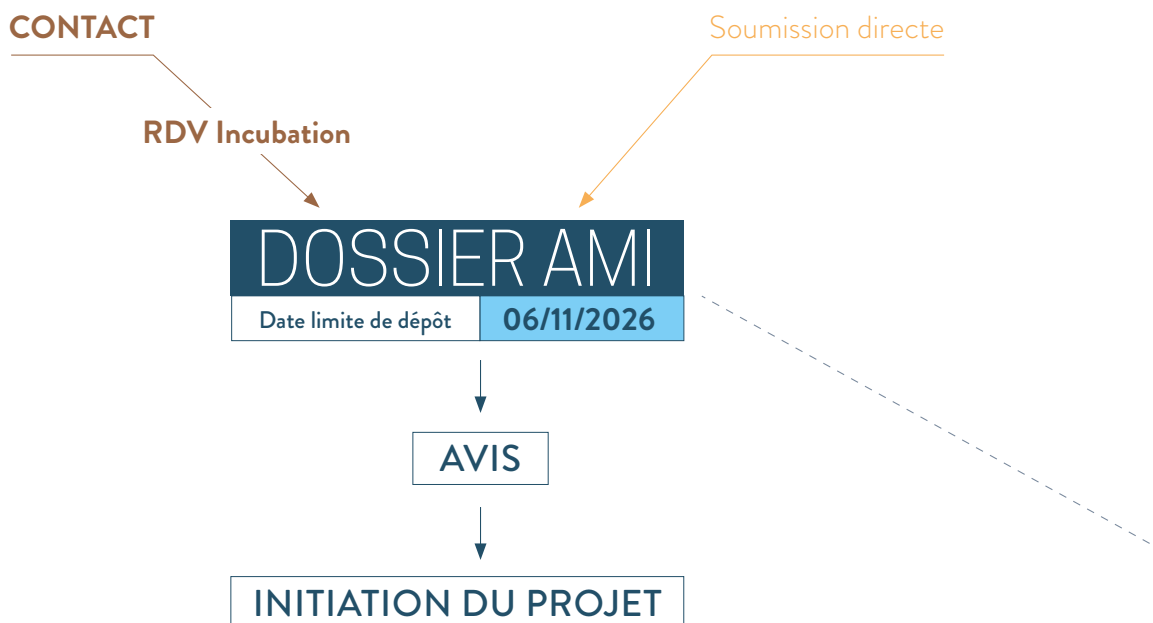 CONTACT
Soumission directe
RDV Incubation
DOSSIER AMI
Date limite de dépôt
06/11/2026
AVIS
INITIATION DU PROJET